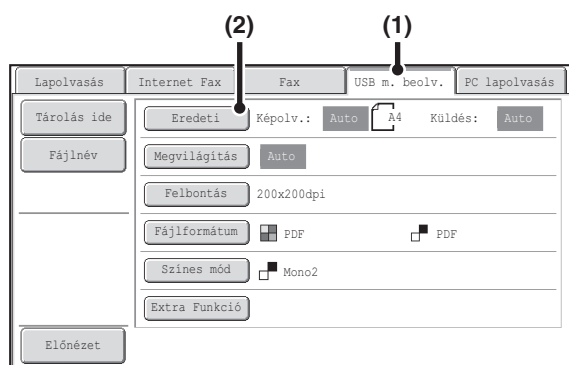 (2) (1)
Lapolvasás Internet Fax Fax USB m. beolv. PC lapolvasás
Tárolás ide Eredeti Képolv.: Auto A4 Küldés: Auto
Fájlnév Megvilágítás Auto
Felbontás 200x200dpi
Fájlformátum PDF PDF
Színes mód Mono2
Extra Funkció
Előnézet